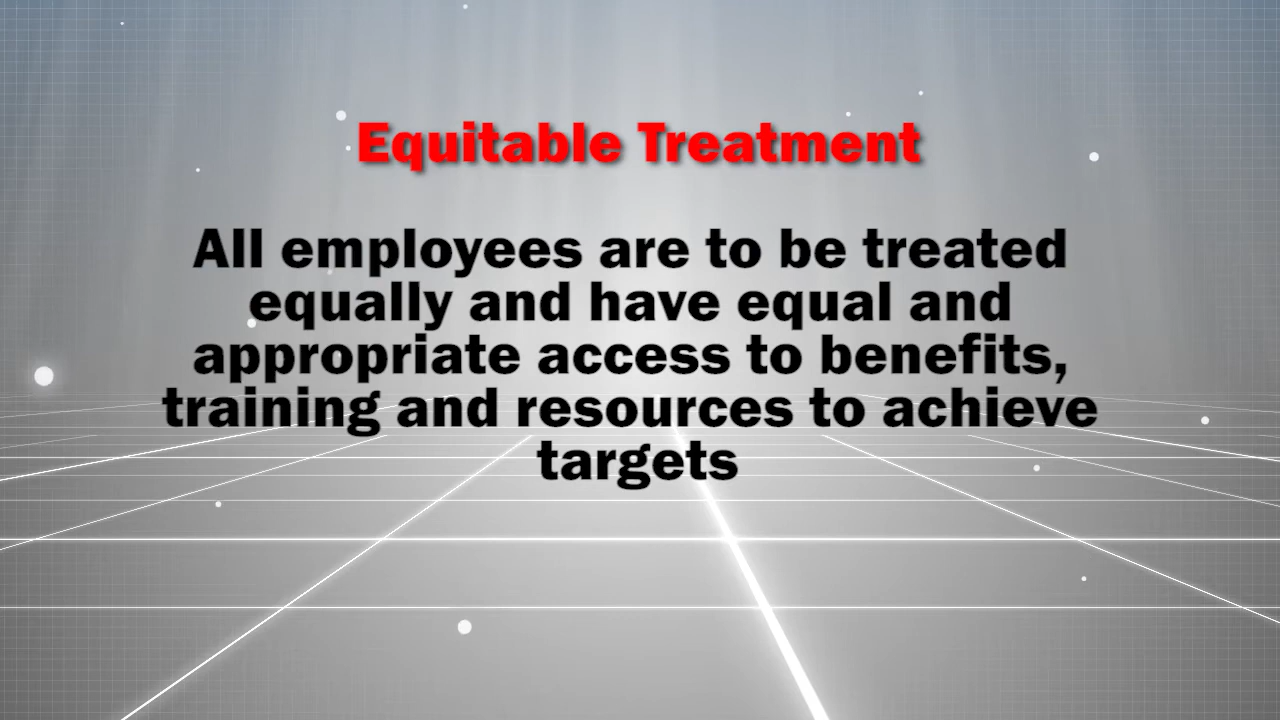 Equitable Treatment
All employees are to be treated
equally and have equal and
appropriate access to benefits,
training and resources to achieve
targets